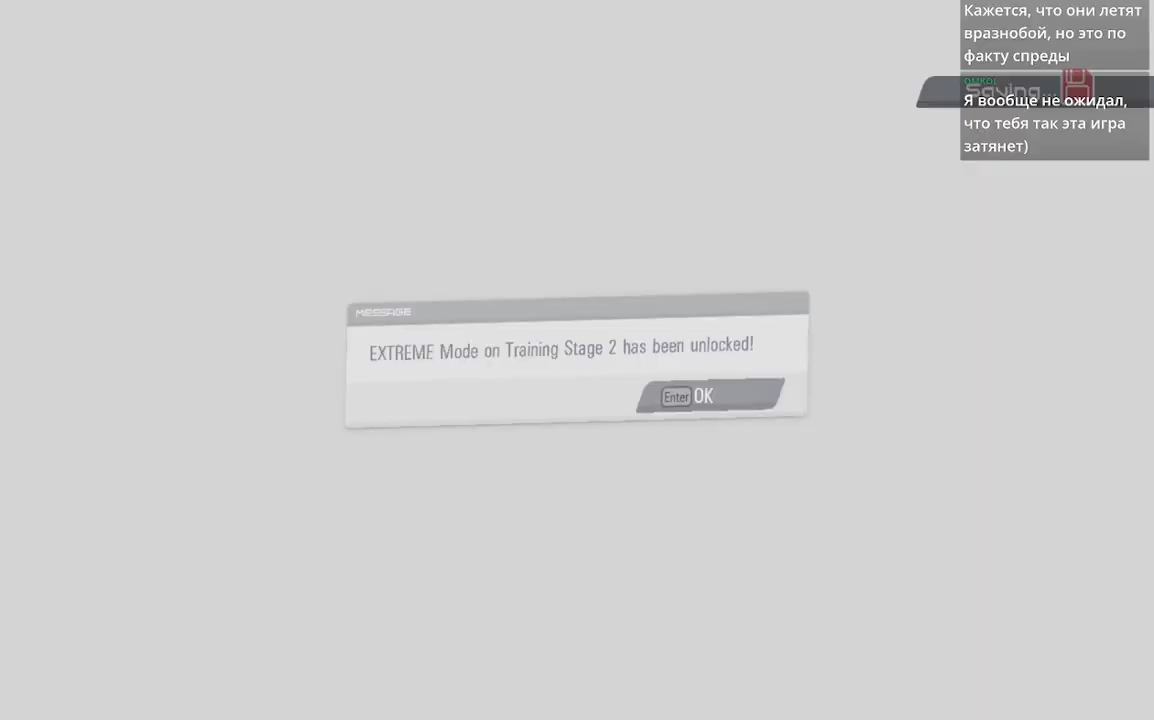 Кажется, что они летят
вразнобой, но это по
факту спреды
Saving...
Я вообще не ожидал,
что тебя так эта игра
затянет)
MESSAGE
EXTREME Mode on Training Stage 2 has been unlocked!
Enter OK